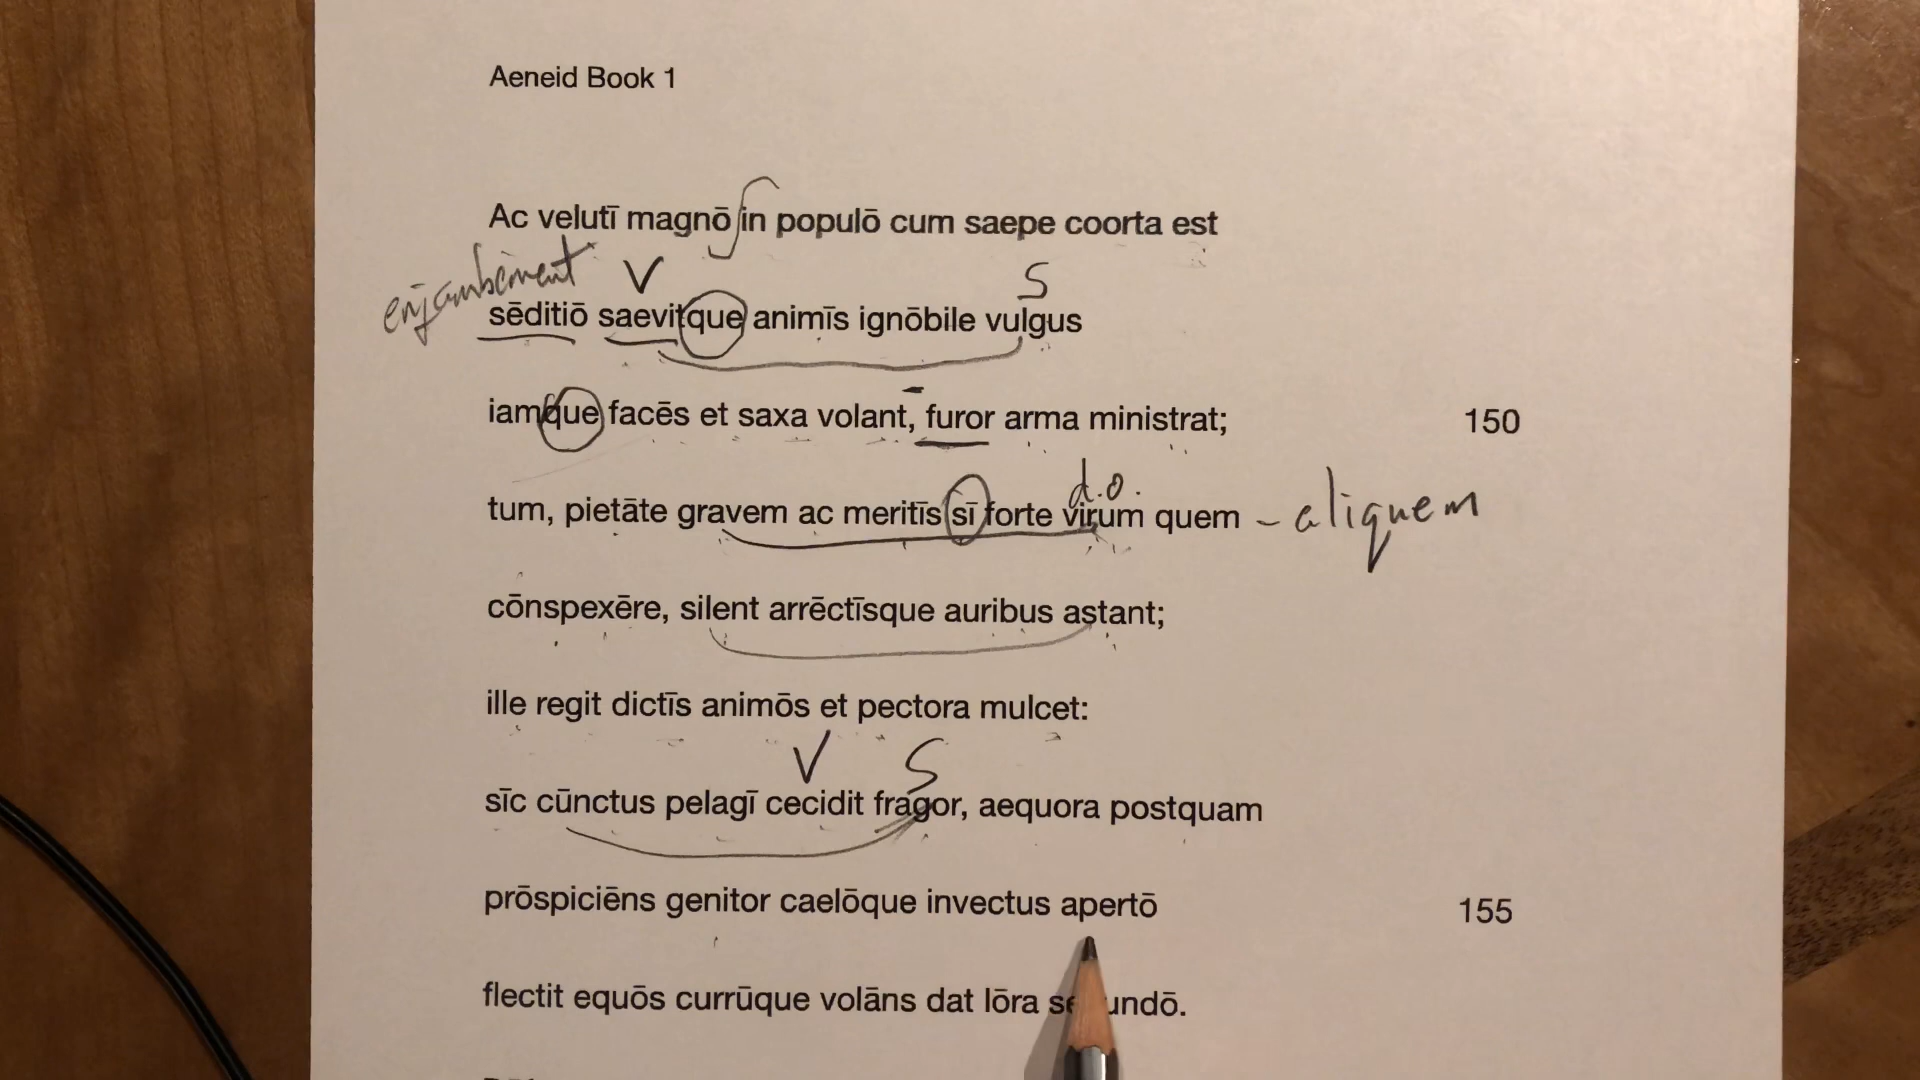 Aeneid Book 1
Ac velutī magnō in populō cum saepe coorta est
enjambement V S
sēditiō saevitque animīs ignōbile vulgus
iamque facēs et saxa volant, furor arma ministrat; 150
d.o.
tum, pietāte gravem ac meritīs sī forte virum quem - aliquem
cōnspexēre, silent arrēctīsque auribus astant;
ille regit dictīs animōs et pectora mulcet:
V S
sīc cūnctus pelagī cecidit fragor, aequora postquam
prōspiciēns genitor caelōque invectus apertō 155
flectit equōs currūque volāns dat lōra